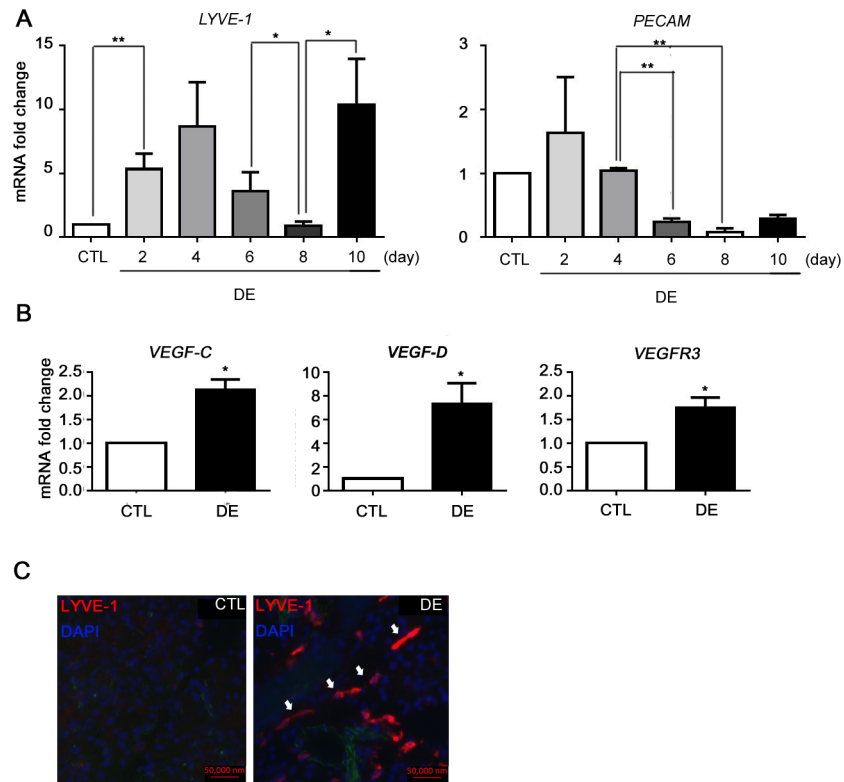 A
LYVE-1
PECAM
mRNA fold change
15
10
5
0
** * *
CTL 2 4 6 8 10 (day)
DE
3
2
1
0
**
**
CTL 2 4 6 8 10 (day)
DE
B
VEGF-C
VEGF-D
VEGFR3
mRNA fold change
2.5
2.0
1.5
1.0
0.5
0.0
*
CTL DE
10
8
6
4
2
0
*
CTL DE
2.5
2.0
1.5
1.0
0.5
0.0
*
CTL DE
C
LYVE-1 CTL
DAPI
50,000 nm
LYVE-1 DE
DAPI
50,000 nm